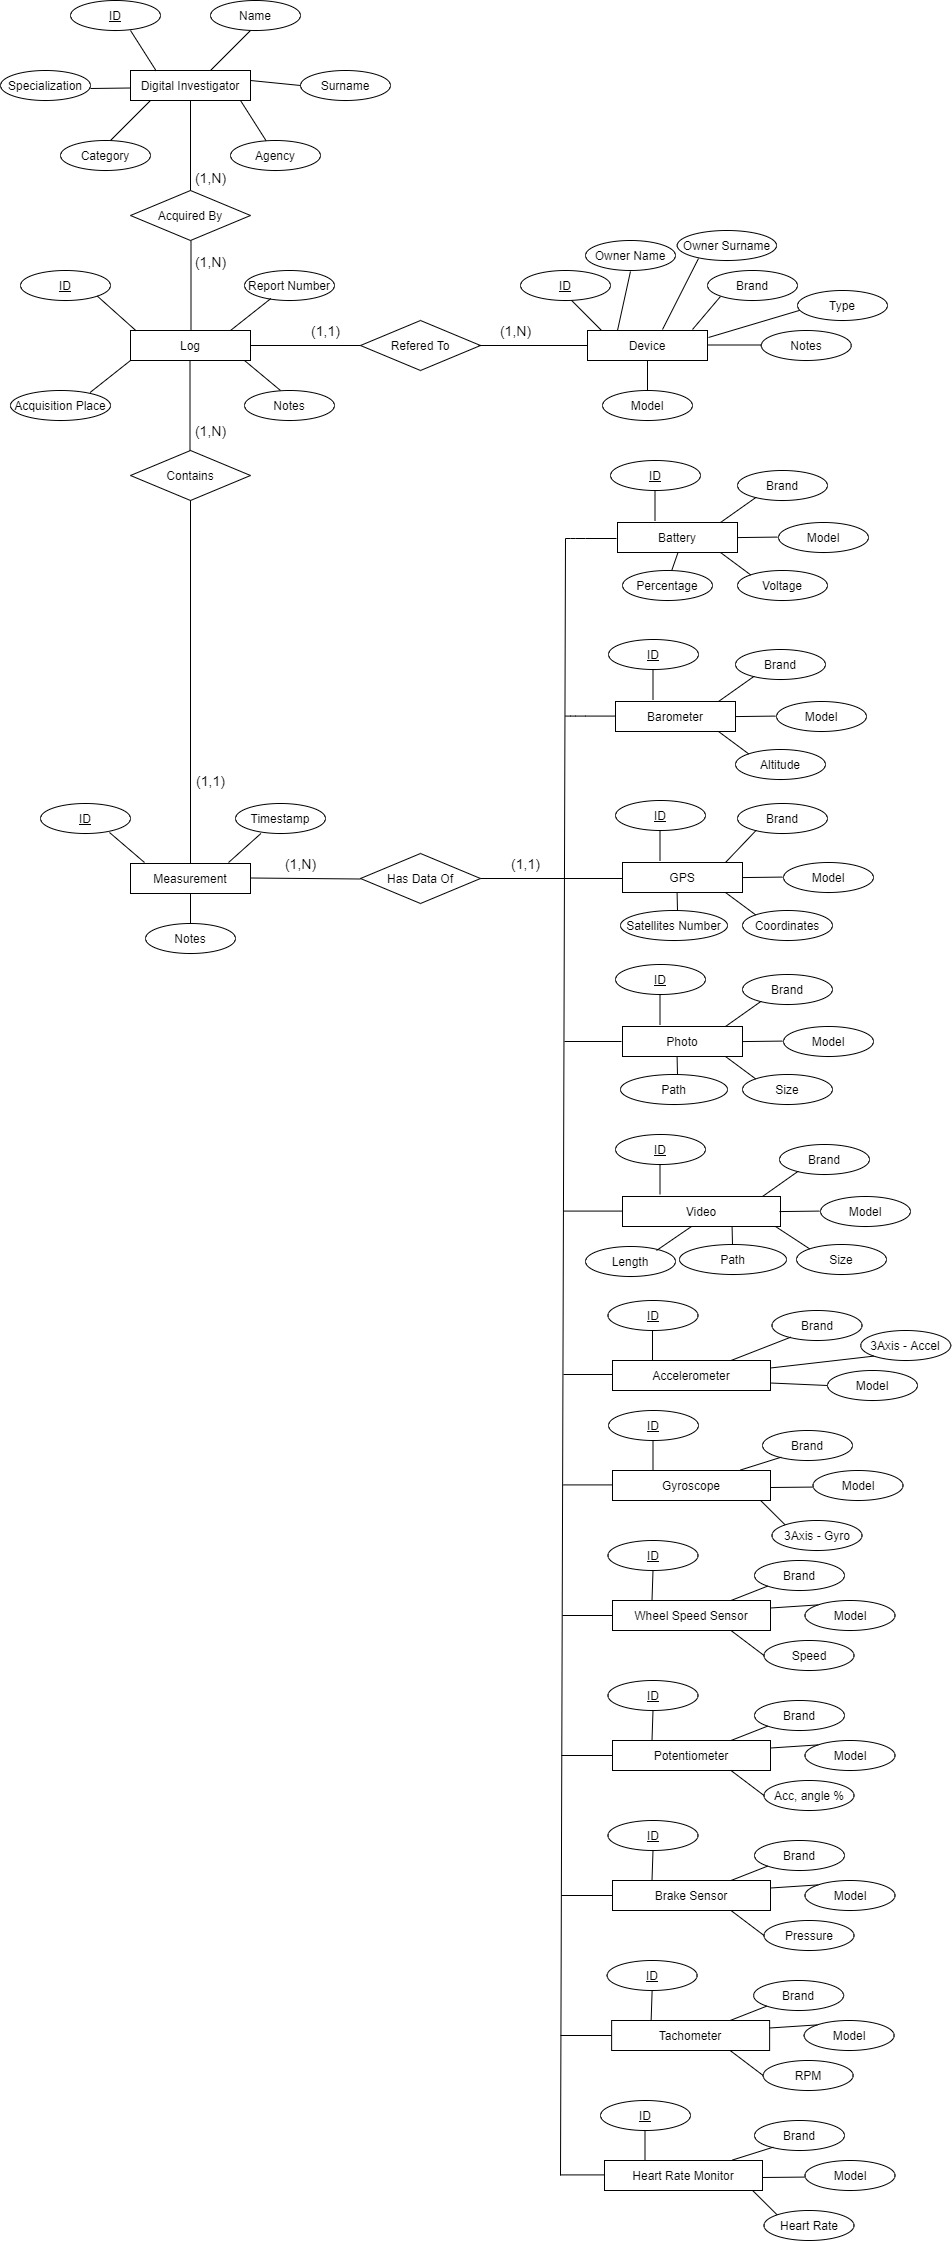 ID
Name
Specialization
Digital Investigator
Surname
Category
Agency
(1,N)
Acquired By
(1,N)
ID
Report Number
Log
(1,1)
Refered To
(1,N)
Acquisition Place
Notes
Owner Name
Owner Surname
ID
Brand
Type
Device
Notes
Model
(1,N)
Contains
(1,1)
ID
Timestamp
Measurement
(1,N)
Has Data Of
(1,1)
Notes
ID
Brand
Battery
Model
Percentage
Voltage
ID
Brand
Barometer
Model
Altitude
ID
Brand
GPS
Model
Satellites Number
Coordinates
ID
Brand
Photo
Model
Path
Size
ID
Brand
Video
Model
Length
Path
Size
ID
Brand
3Axis - Accel
Accelerometer
Model
ID
Brand
Gyroscope
Model
3Axis - Gyro
ID
Brand
Wheel Speed Sensor
Model
Speed
ID
Brand
Potentiometer
Model
Acc, angle %
ID
Brand
Brake Sensor
Model
Pressure
ID
Brand
Tachometer
Model
RPM
ID
Brand
Heart Rate Monitor
Model
Heart Rate